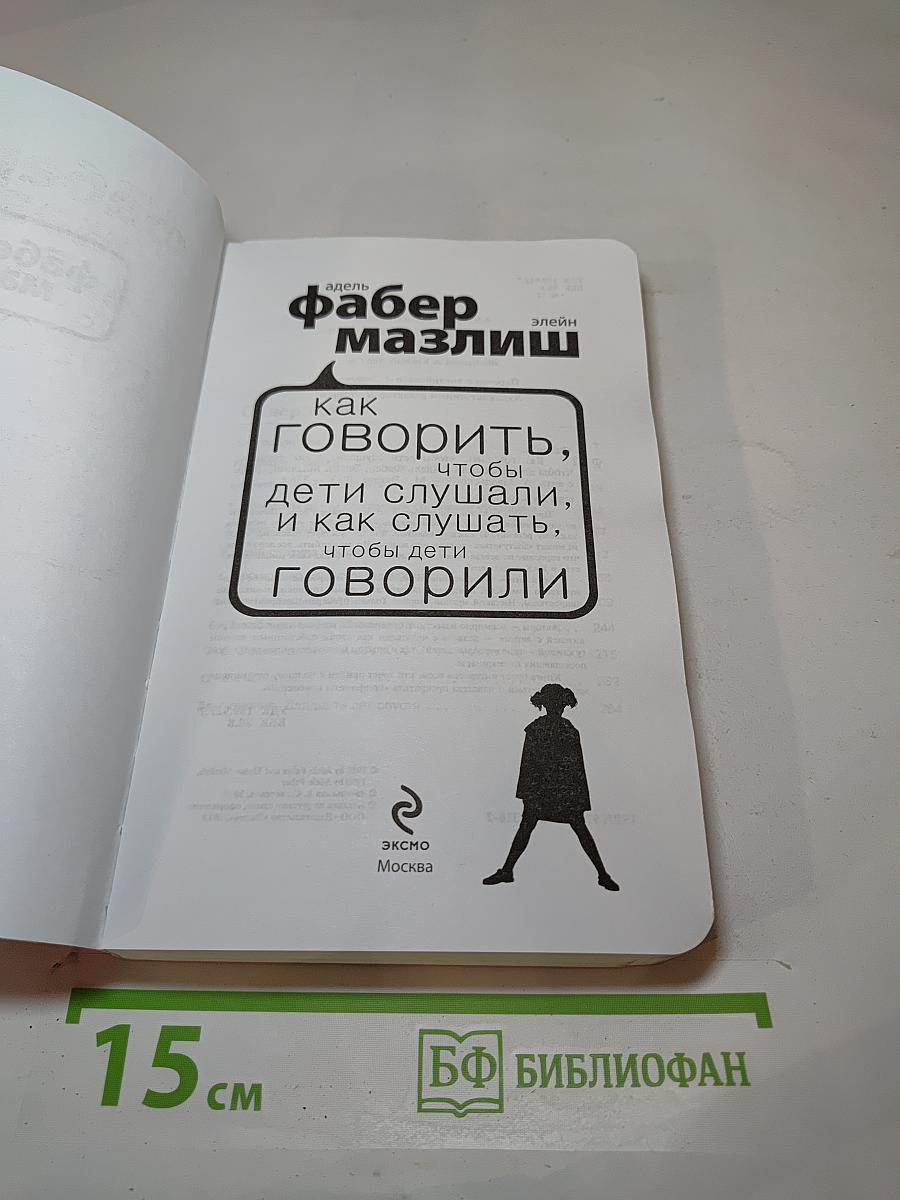 адель
фабер
элейн
мазлиш
как
говорить,
чтобы
дети слушали,
и как слушать,
чтобы дети
говорили
эксмо
Москва
15 см
БФ БИБЛИОФАН